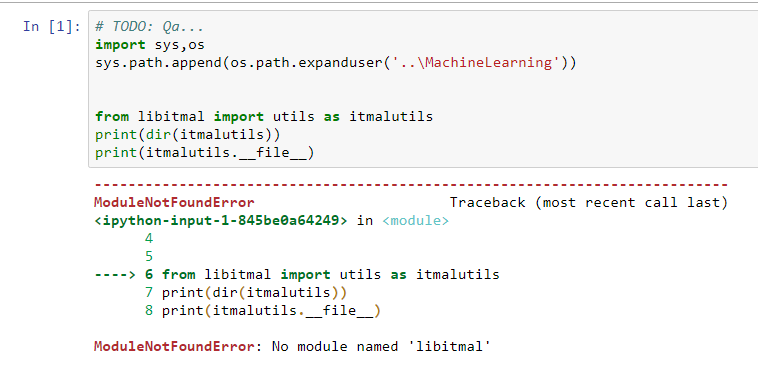 In [1]: # TODO: Qa...
import sys,os
sys.path.append(os.path.expanduser('..\MachineLearning'))
from libitmal import utils as itmalutils
print(dir(itmalutils))
print(itmalutils.__file__)
---------------------------------------------------------------------------
ModuleNotFoundError Traceback (most recent call last)
<ipython-input-1-845be0a64249> in <module>
4
5
----> 6 from libitmal import utils as itmalutils
7 print(dir(itmalutils))
8 print(itmalutils.__file__)
ModuleNotFoundError: No module named 'libitmal'